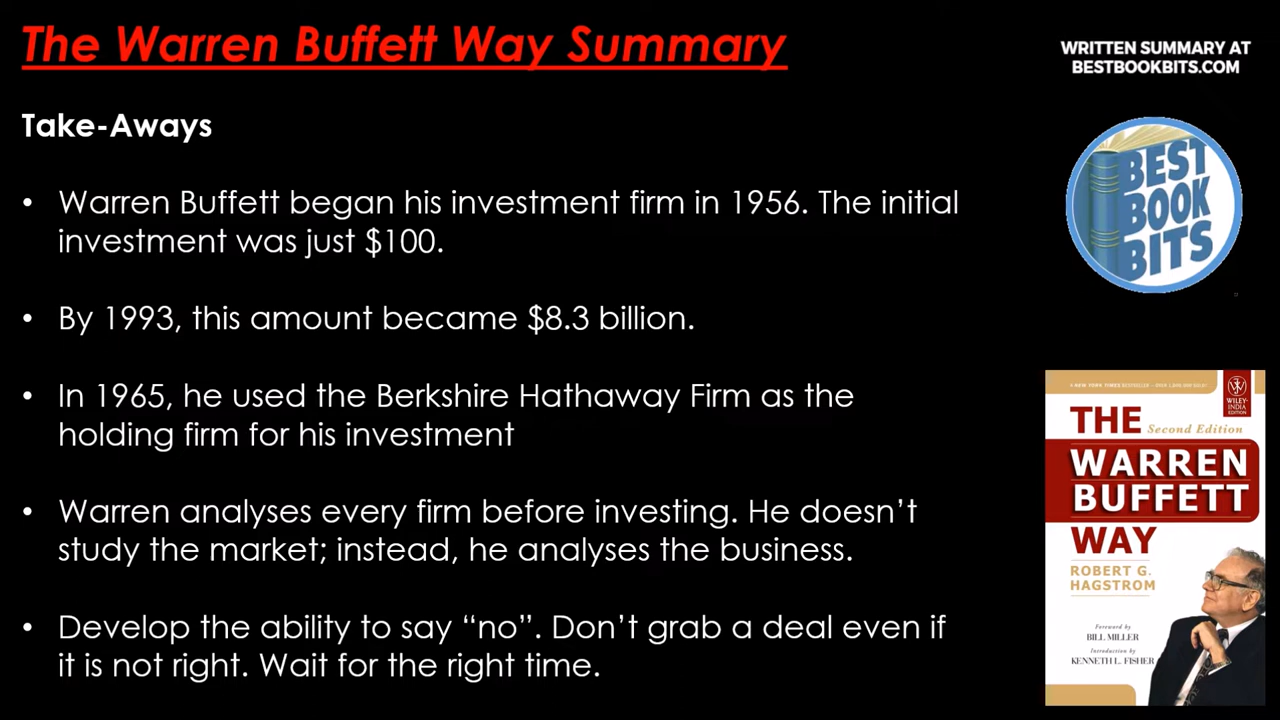 The Warren Buffett Way Summary
WRITTEN SUMMARY AT
BESTBOOKBITS.COM
Take-Aways
• Warren Buffett began his investment firm in 1956. The initial
investment was just $100.
• By 1993, this amount became $8.3 billion.
• In 1965, he used the Berkshire Hathaway Firm as the
holding firm for his investment
• Warren analyses every firm before investing. He doesn’t
study the market; instead, he analyses the business.
• Develop the ability to say “no”. Don’t grab a deal even if
it is not right. Wait for the right time.
BEST
BOOK
BITS
WILEY-
INDIA
EDITION
THE
Second Edition
WARREN
BUFFETT
WAY
ROBERT G.
HAGSTROM
Foreword by
BILL MILLER
Introduction by
KENNETH L. FISHER